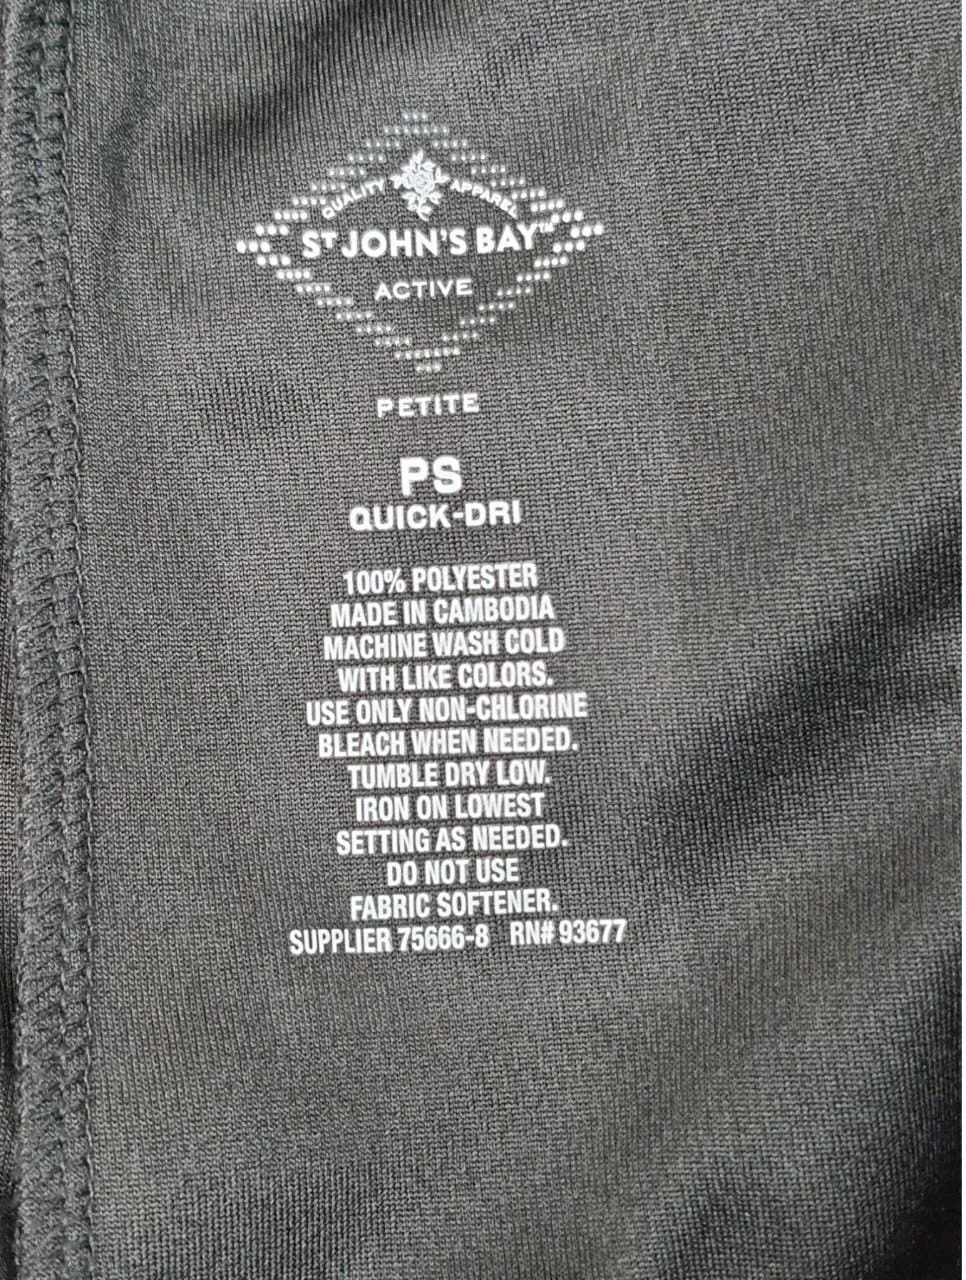 QUALITY APPAREL
ST JOHN'S BAY™
ACTIVE
PETITE
PS
QUICK-DRI
100% POLYESTER
MADE IN CAMBODIA
MACHINE WASH COLD
WITH LIKE COLORS.
USE ONLY NON-CHLORINE
BLEACH WHEN NEEDED.
TUMBLE DRY LOW.
IRON ON LOWEST
SETTING AS NEEDED.
DO NOT USE
FABRIC SOFTENER.
SUPPLIER 75666-8 RN# 93677